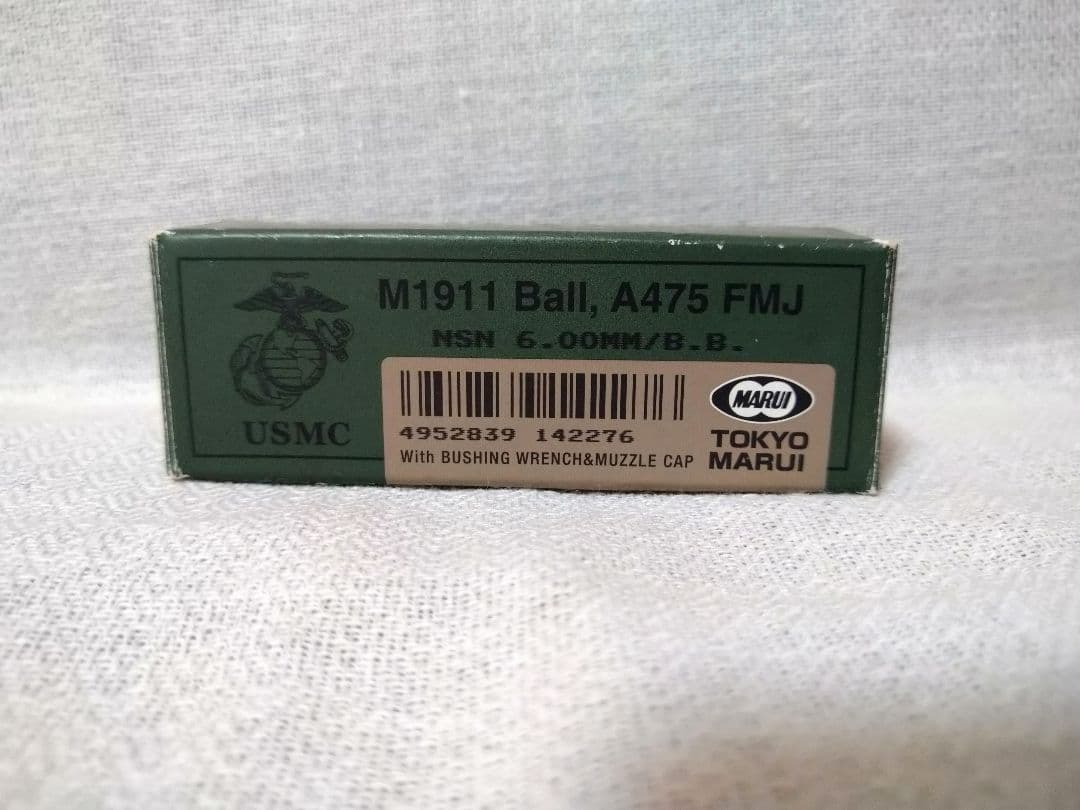 M1911 Ball, A475 FMJ
NSN 6.00MM/B.B.
USMC
4952839 142276
With BUSHING WRENCH&MUZZLE CAP
MARUI
TOKYO
MARUI